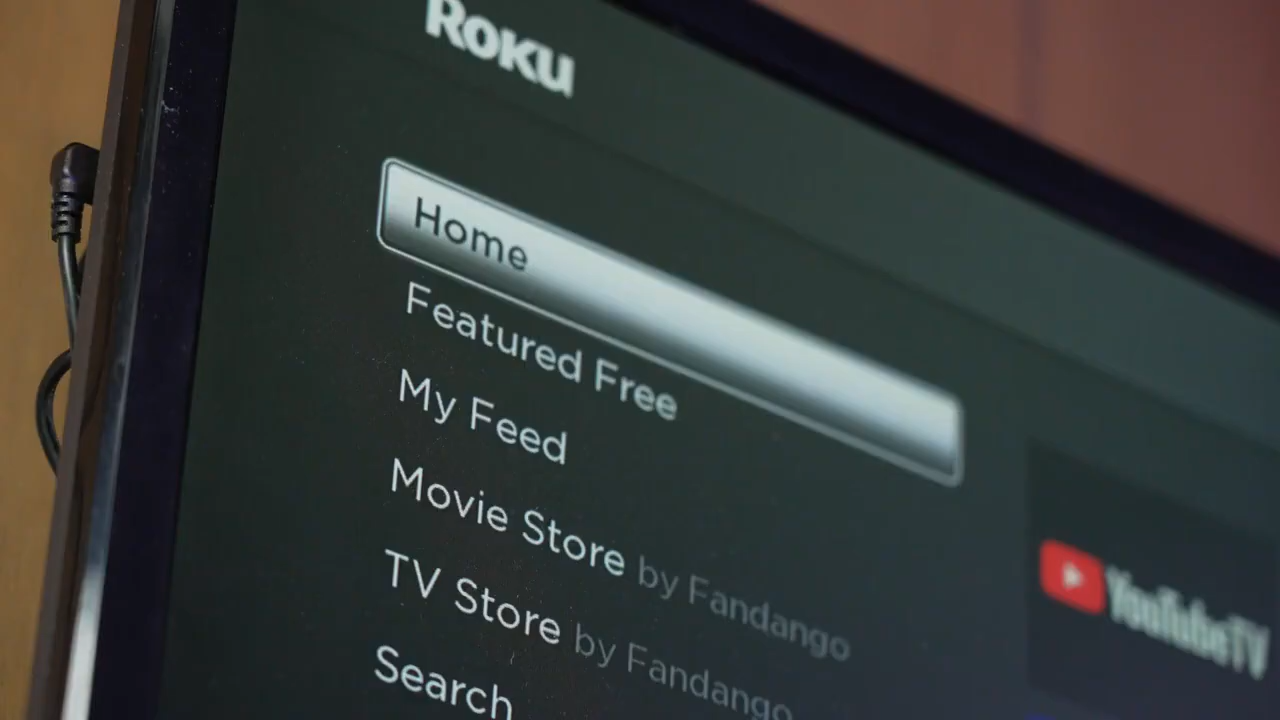 Roku
Home
Featured Free
My Feed
Movie Store by Fandango
TV Store by Fandango
Search
YouTubeTV